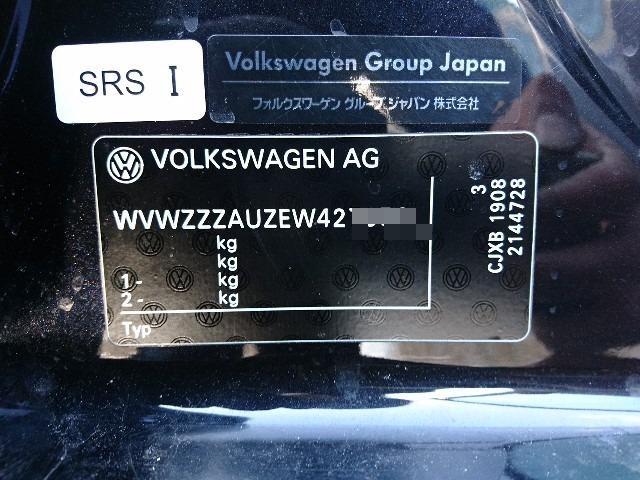 SRS I
Volkswagen Group Japan
フォルクスワーゲン グループ ジャパン 株式会社
VOLKSWAGEN AG
WVWZZZAUZEW427
kg
kg
1- kg
2- kg
Typ
3
CJXB 1908
2144728